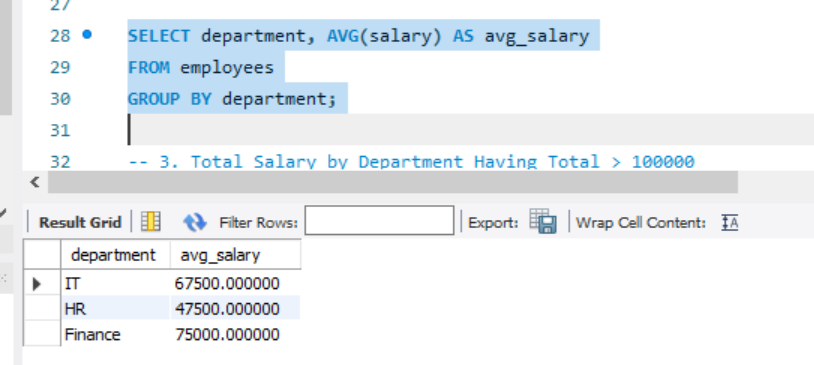 27
28 SELECT department, AVG(salary) AS avg_salary
29 FROM employees
30 GROUP BY department;
31
32 -- 3. Total Salary by Department Having Total > 100000
Result Grid Filter Rows: Export: Wrap Cell Content: IA
department avg_salary
IT 67500.000000
HR 47500.000000
Finance 75000.000000